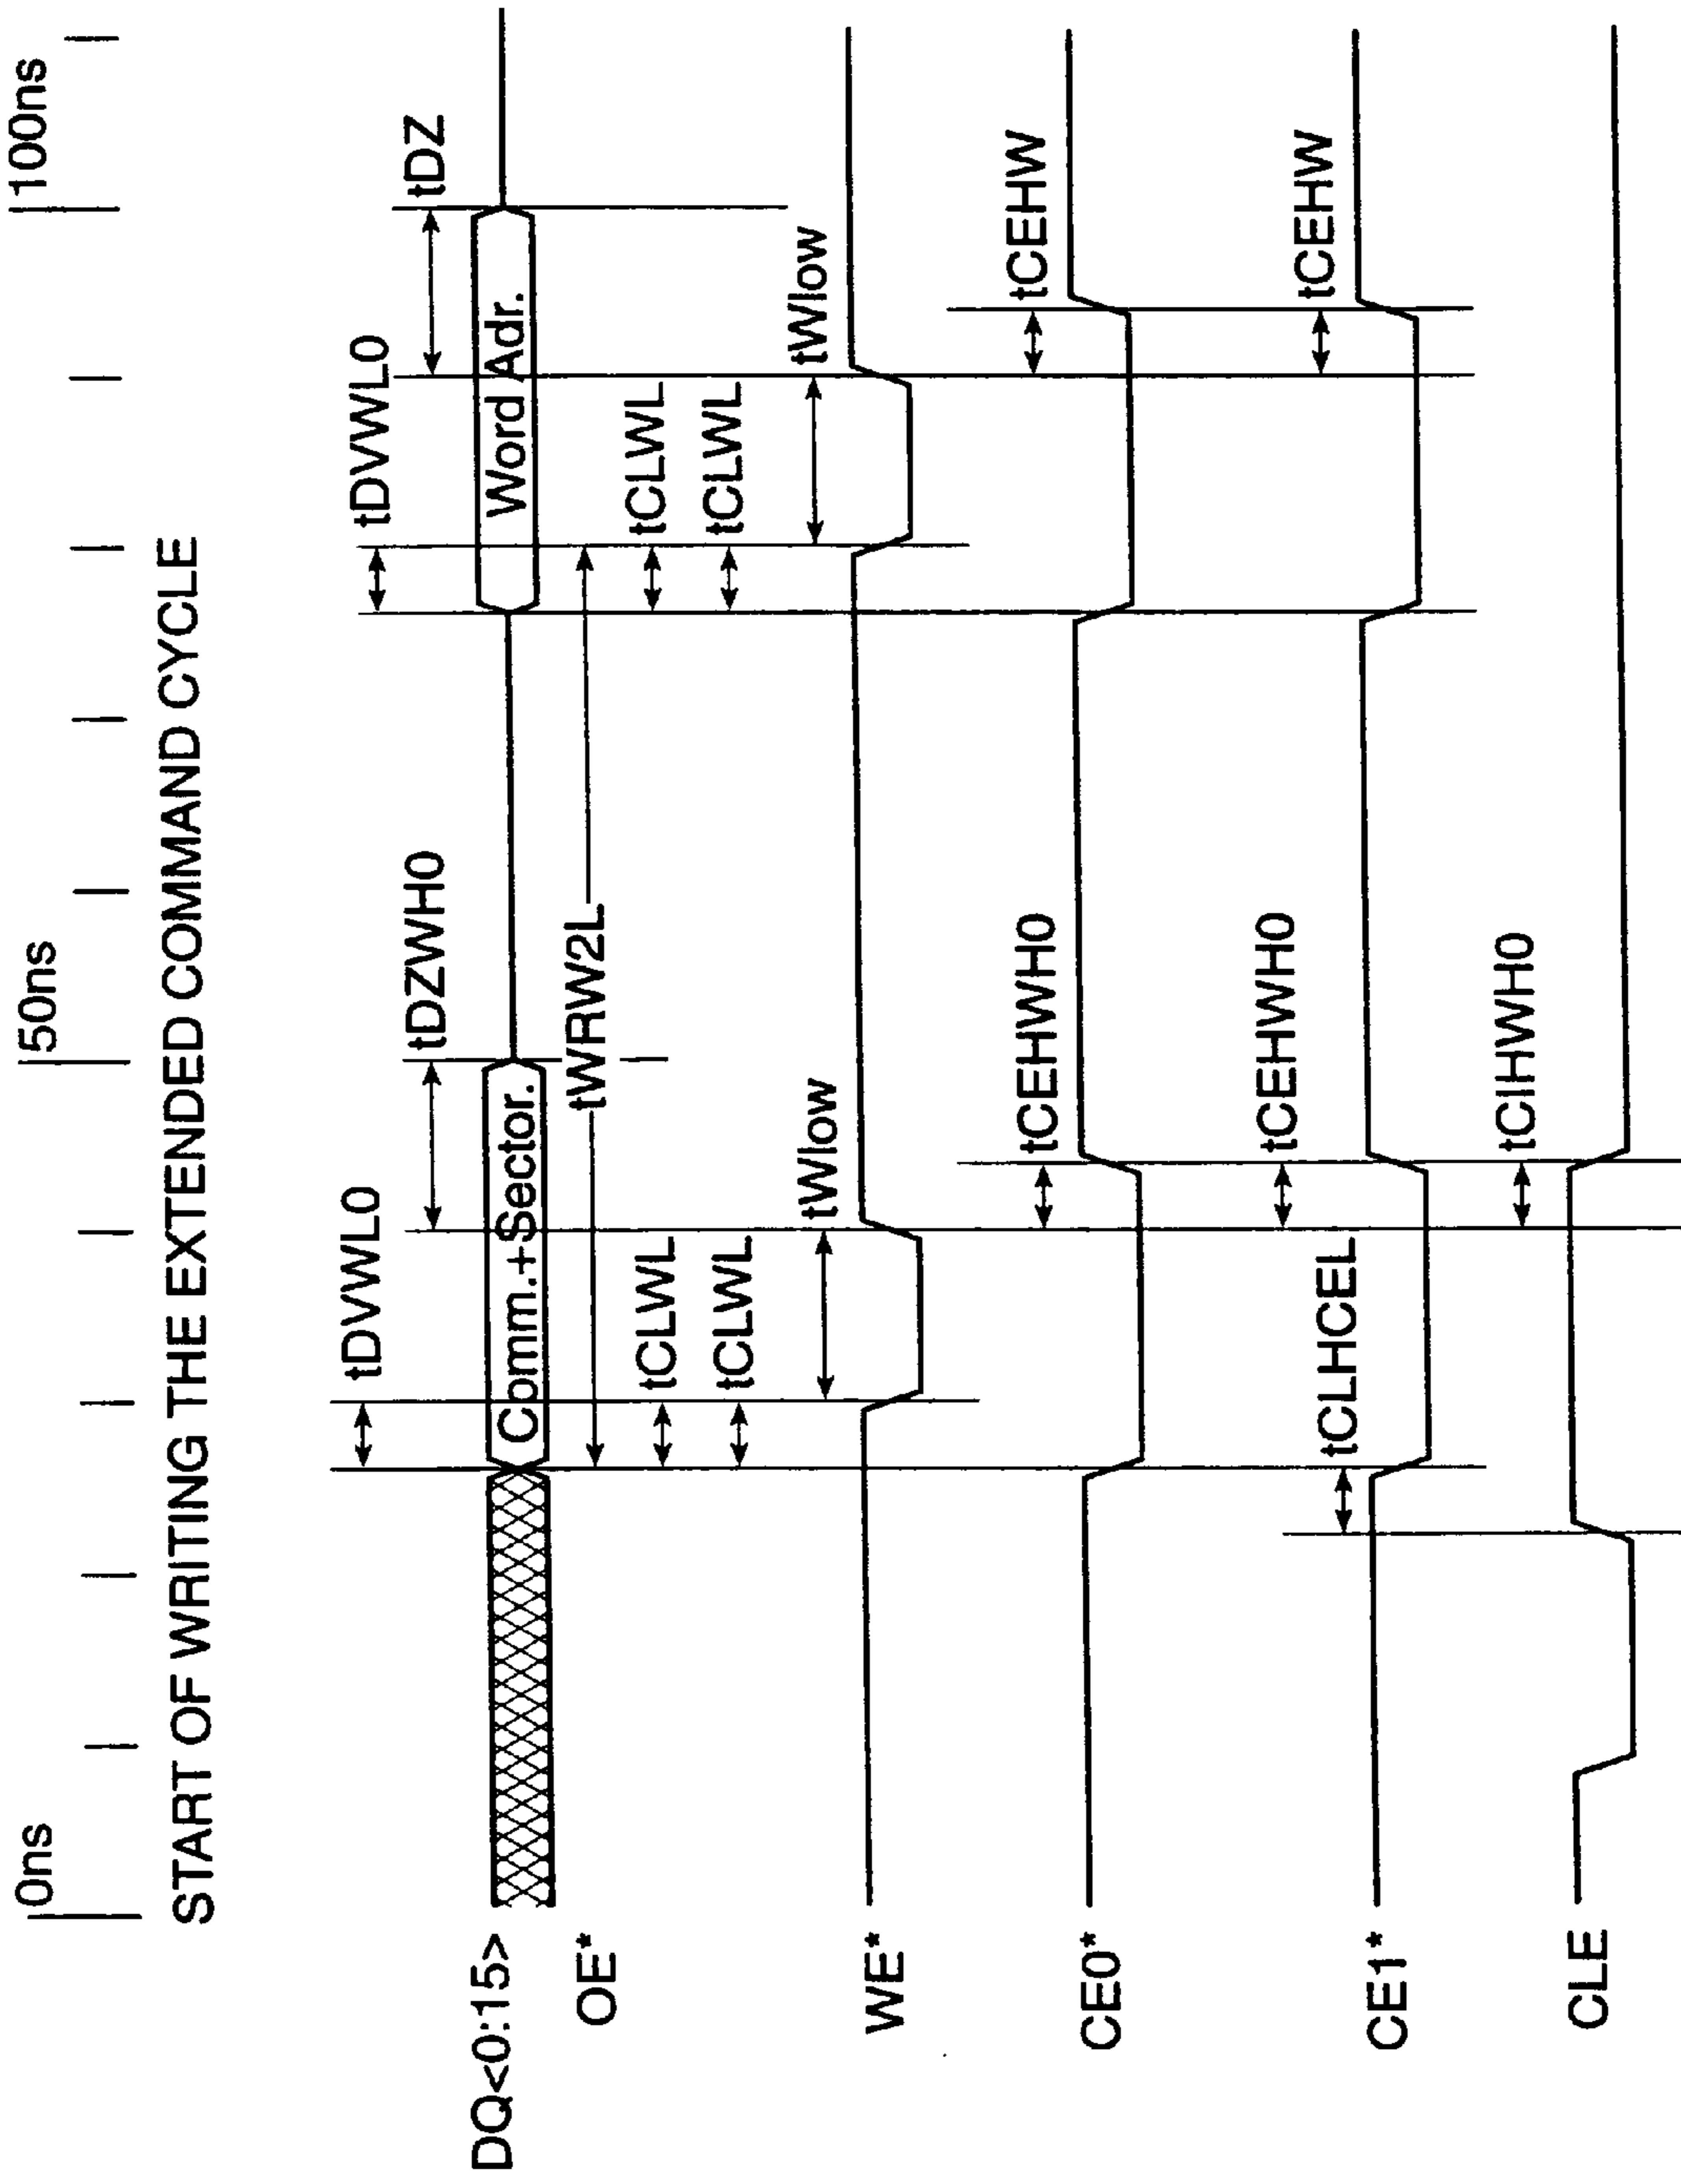 0ns
50ns
100ns
START OF WRITING THE EXTENDED COMMAND CYCLE
tDVWL0
tDVWL0
tDZWH0
tDZ
DQ<0:15>
Comm.+Sector.
Word Adr.
OE*
tWRW2L
tCLWL
tCLWL
tCLWL
tCLWL
tWlow
tWlow
WE*
tCEHWH0
tCEHW
CE0*
tCEHWH0
tCEHW
tCLHCEL
CE1*
tCIHWH0
CLE